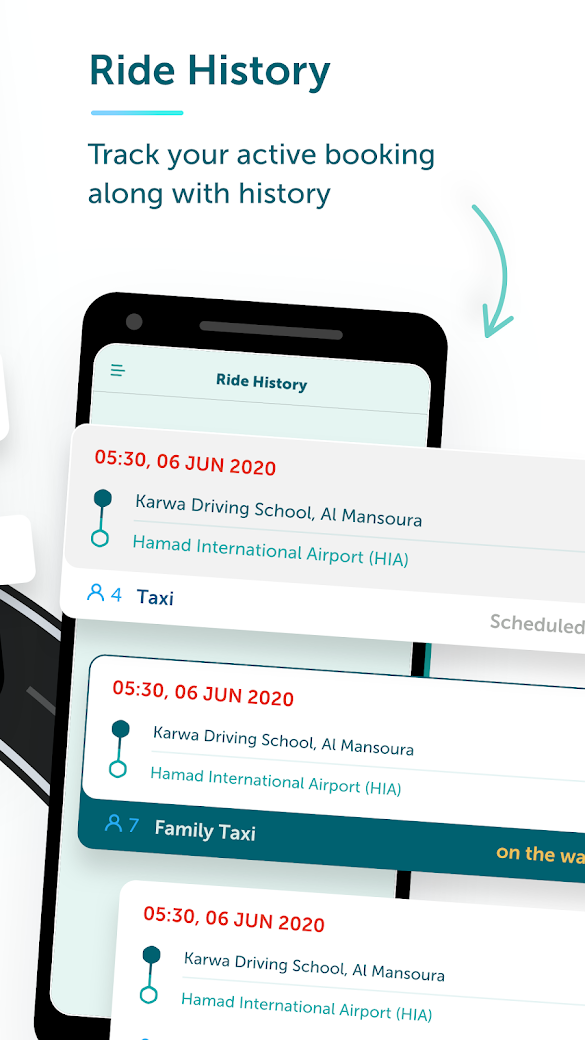 Ride History
Track your active booking
along with history
Ride History
05:30, 06 JUN 2020
Karwa Driving School, Al Mansoura
Hamad International Airport (HIA)
4 Taxi
Scheduled
05:30, 06 JUN 2020
Karwa Driving School, Al Mansoura
Hamad International Airport (HIA)
7 Family Taxi
on the wa
05:30, 06 JUN 2020
Karwa Driving School, Al Mansoura
Hamad International Airport (HIA)